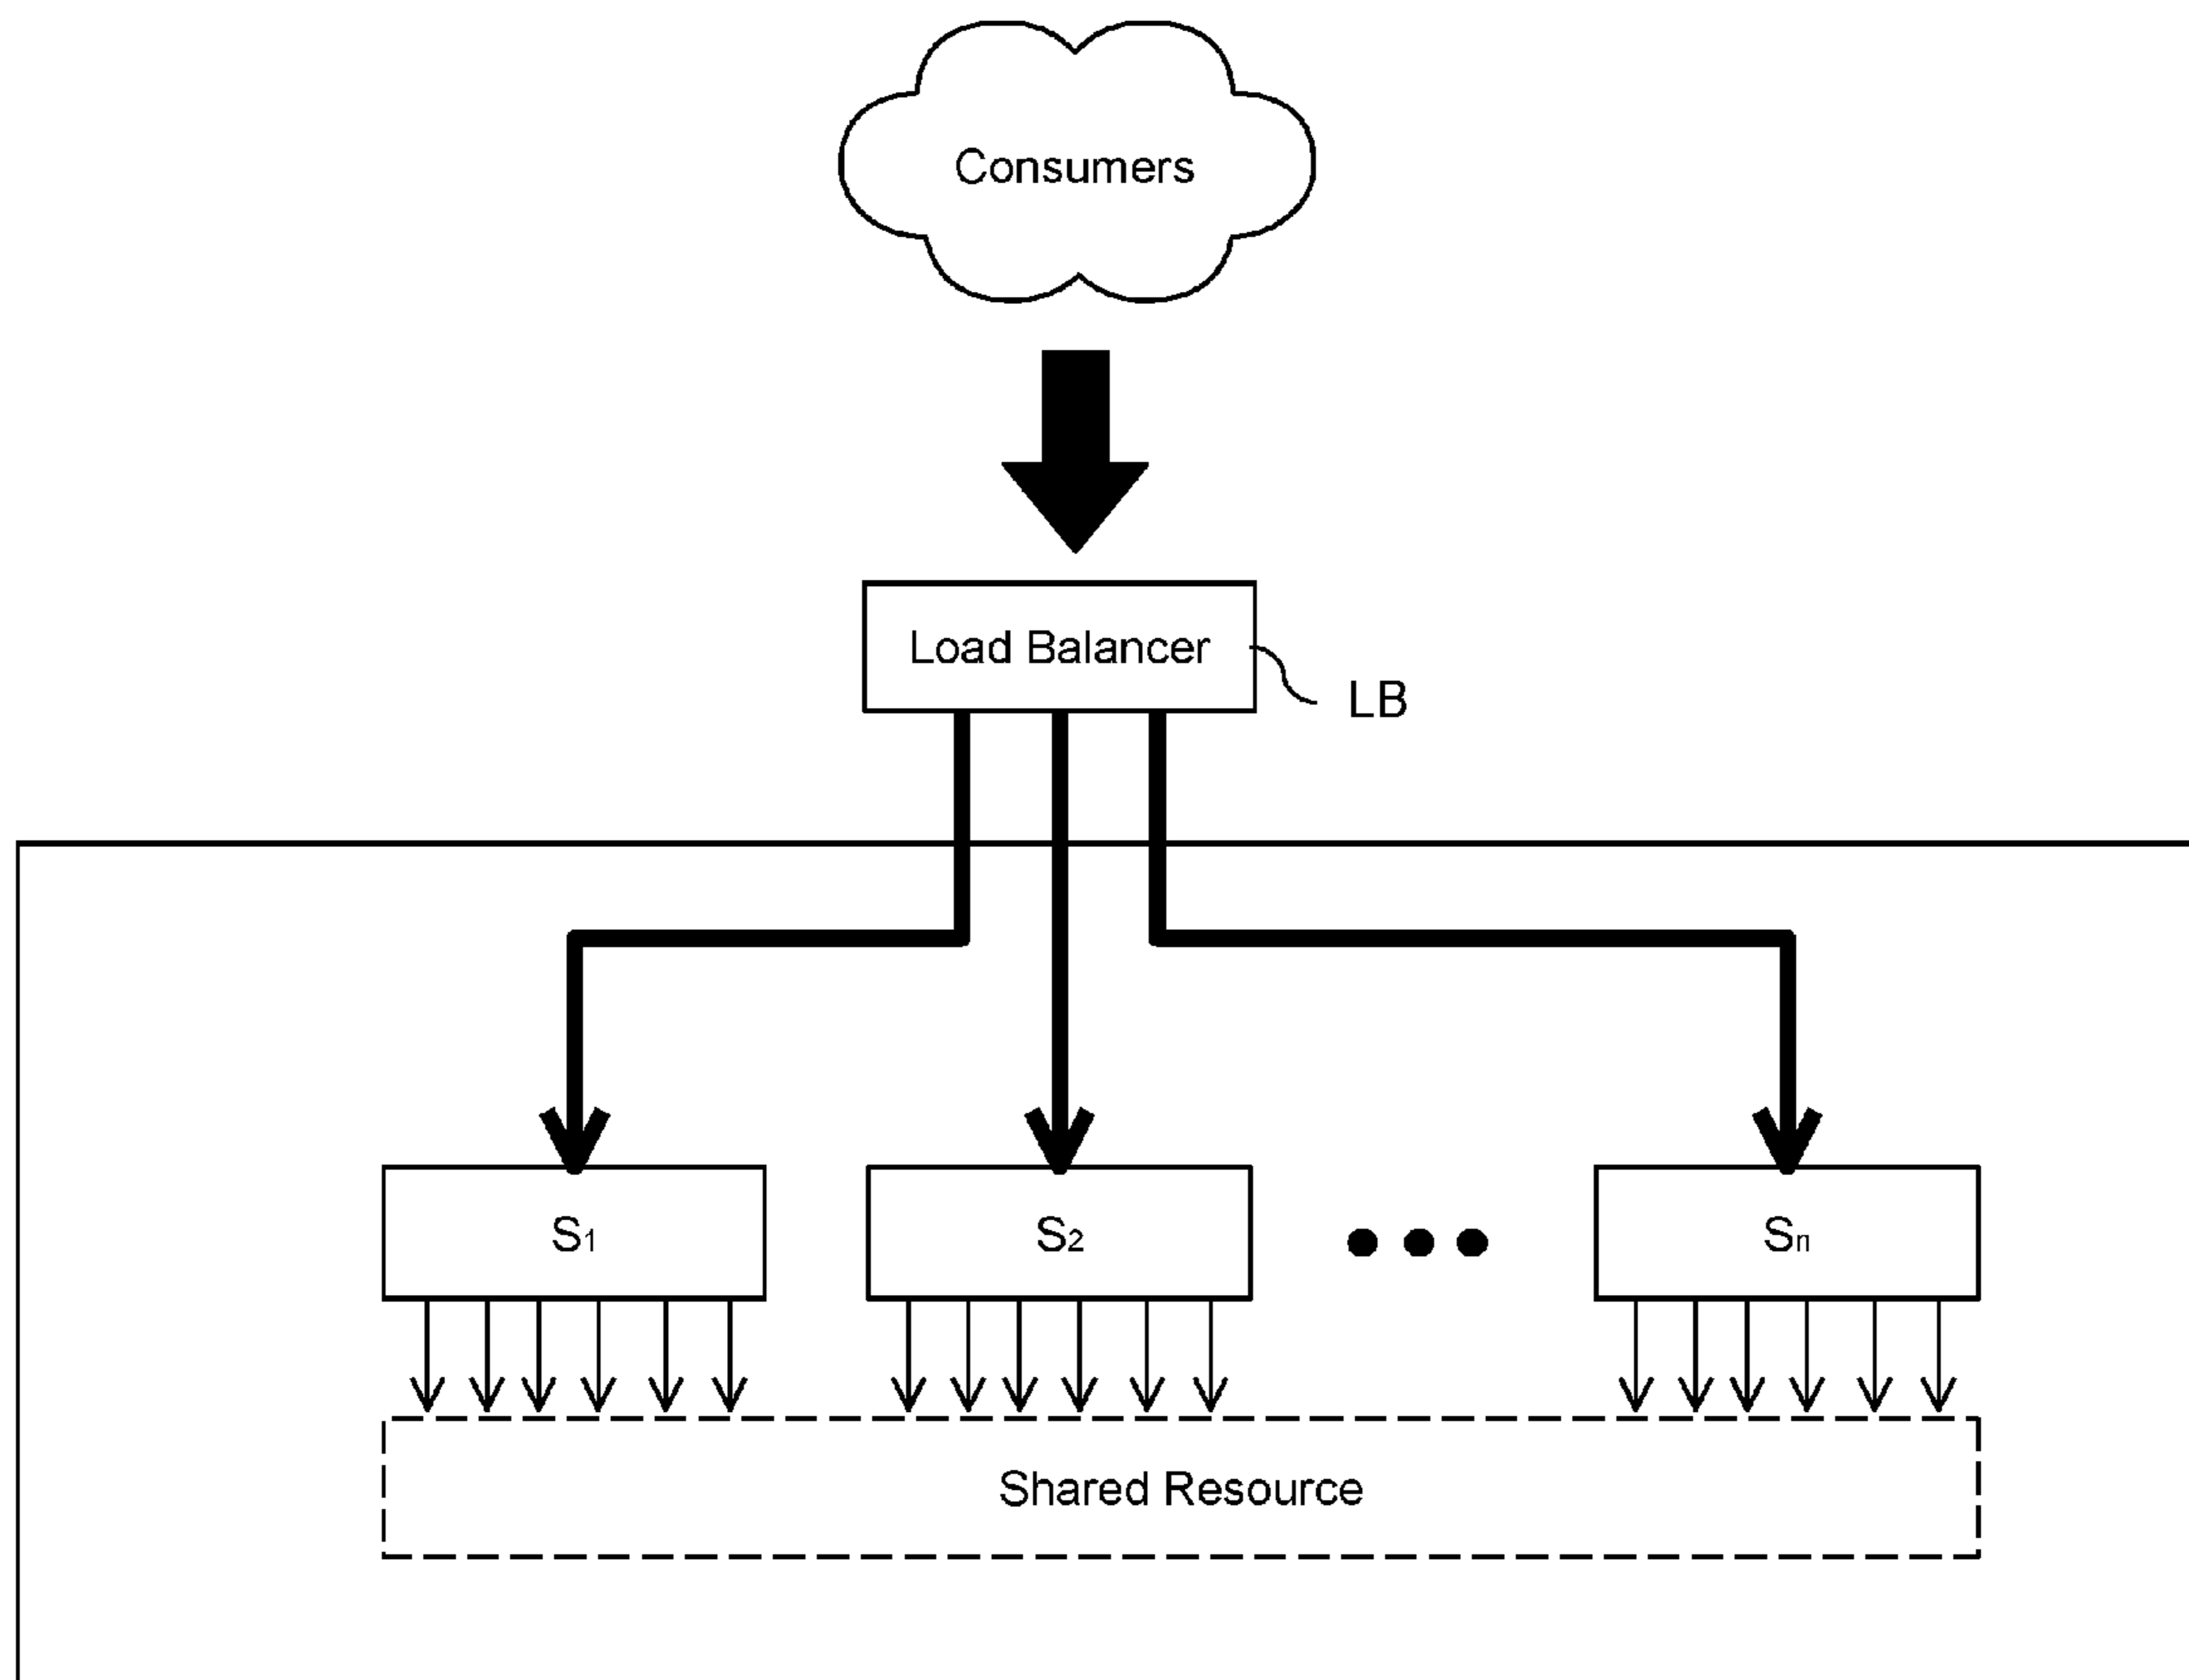 Consumers
Load Balancer
LB
S1
S2
Sn
Shared Resource